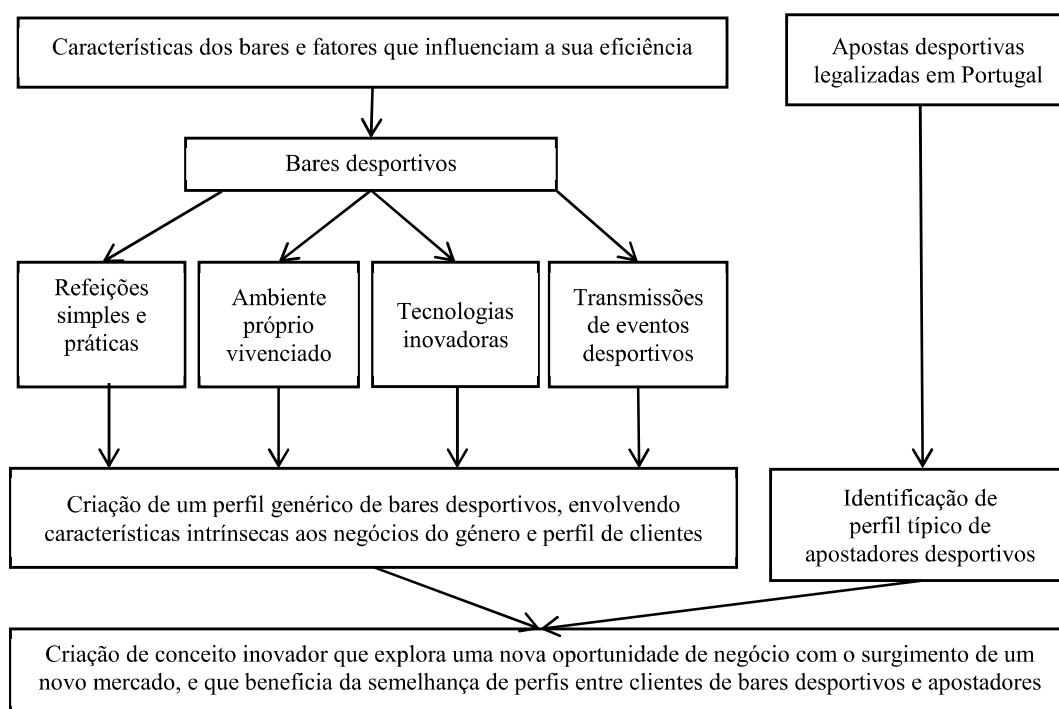 Características dos bares e fatores que influenciam a sua eficiência
Apostas desportivas
legalizadas em Portugal
Bares desportivos
Refeições
simples e
práticas
Ambiente
próprio
vivenciado
Tecnologias
inovadoras
Transmissões
de eventos
desportivos
Criação de um perfil genérico de bares desportivos, envolvendo
características intrínsecas aos negócios do género e perfil de clientes
Identificação de
perfil típico de
apostadores desportivos
Criação de conceito inovador que explora uma nova oportunidade de negócio com o surgimento de um
novo mercado, e que beneficia da semelhança de perfis entre clientes de bares desportivos e apostadores